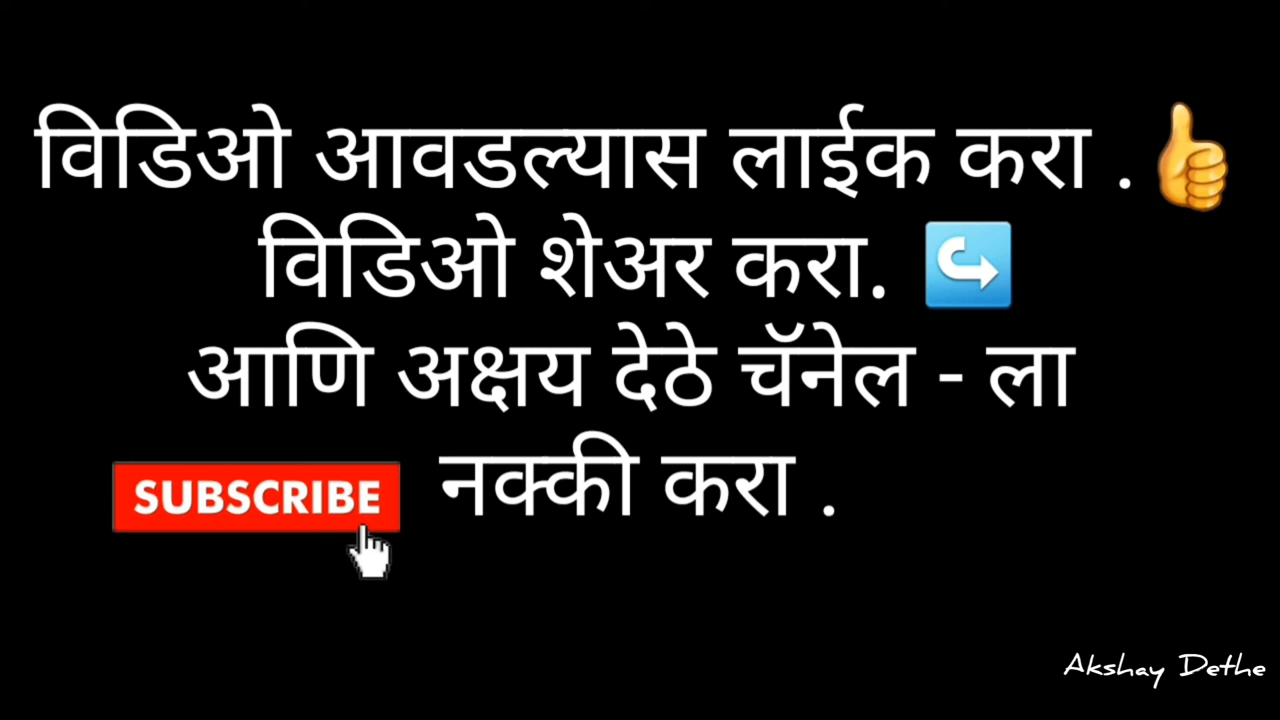 विडिओ आवडल्यास लाईक करा . 👍
विडिओ शेअर करा. ↪️
आणि अक्षय देठे चॅनेल - ला
SUBSCRIBE नक्की करा .
Akshay Dethe